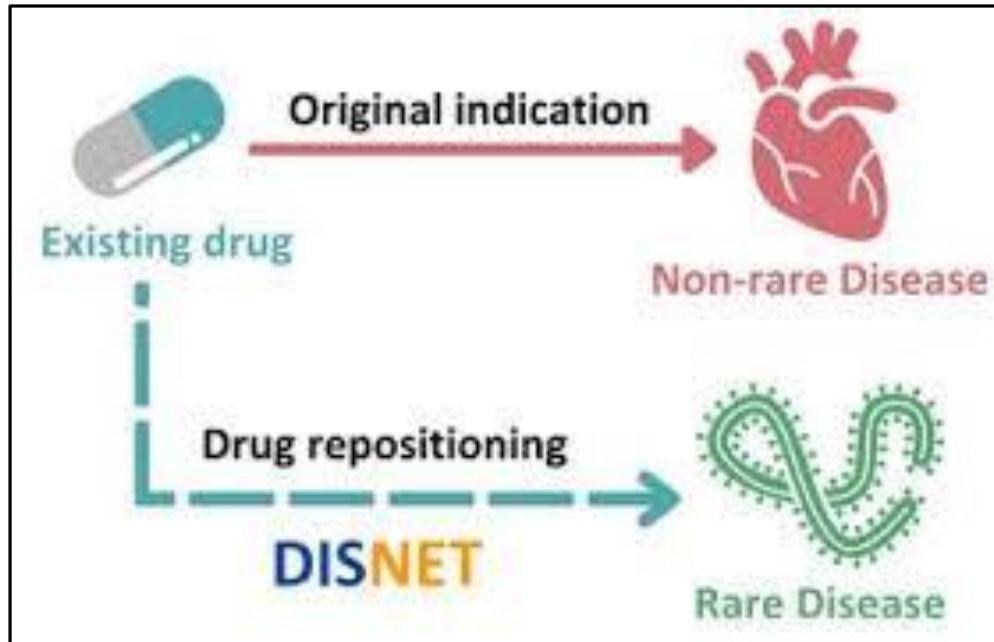 Original indication
Existing drug
Non-rare Disease
Drug repositioning
DISNET
Rare Disease